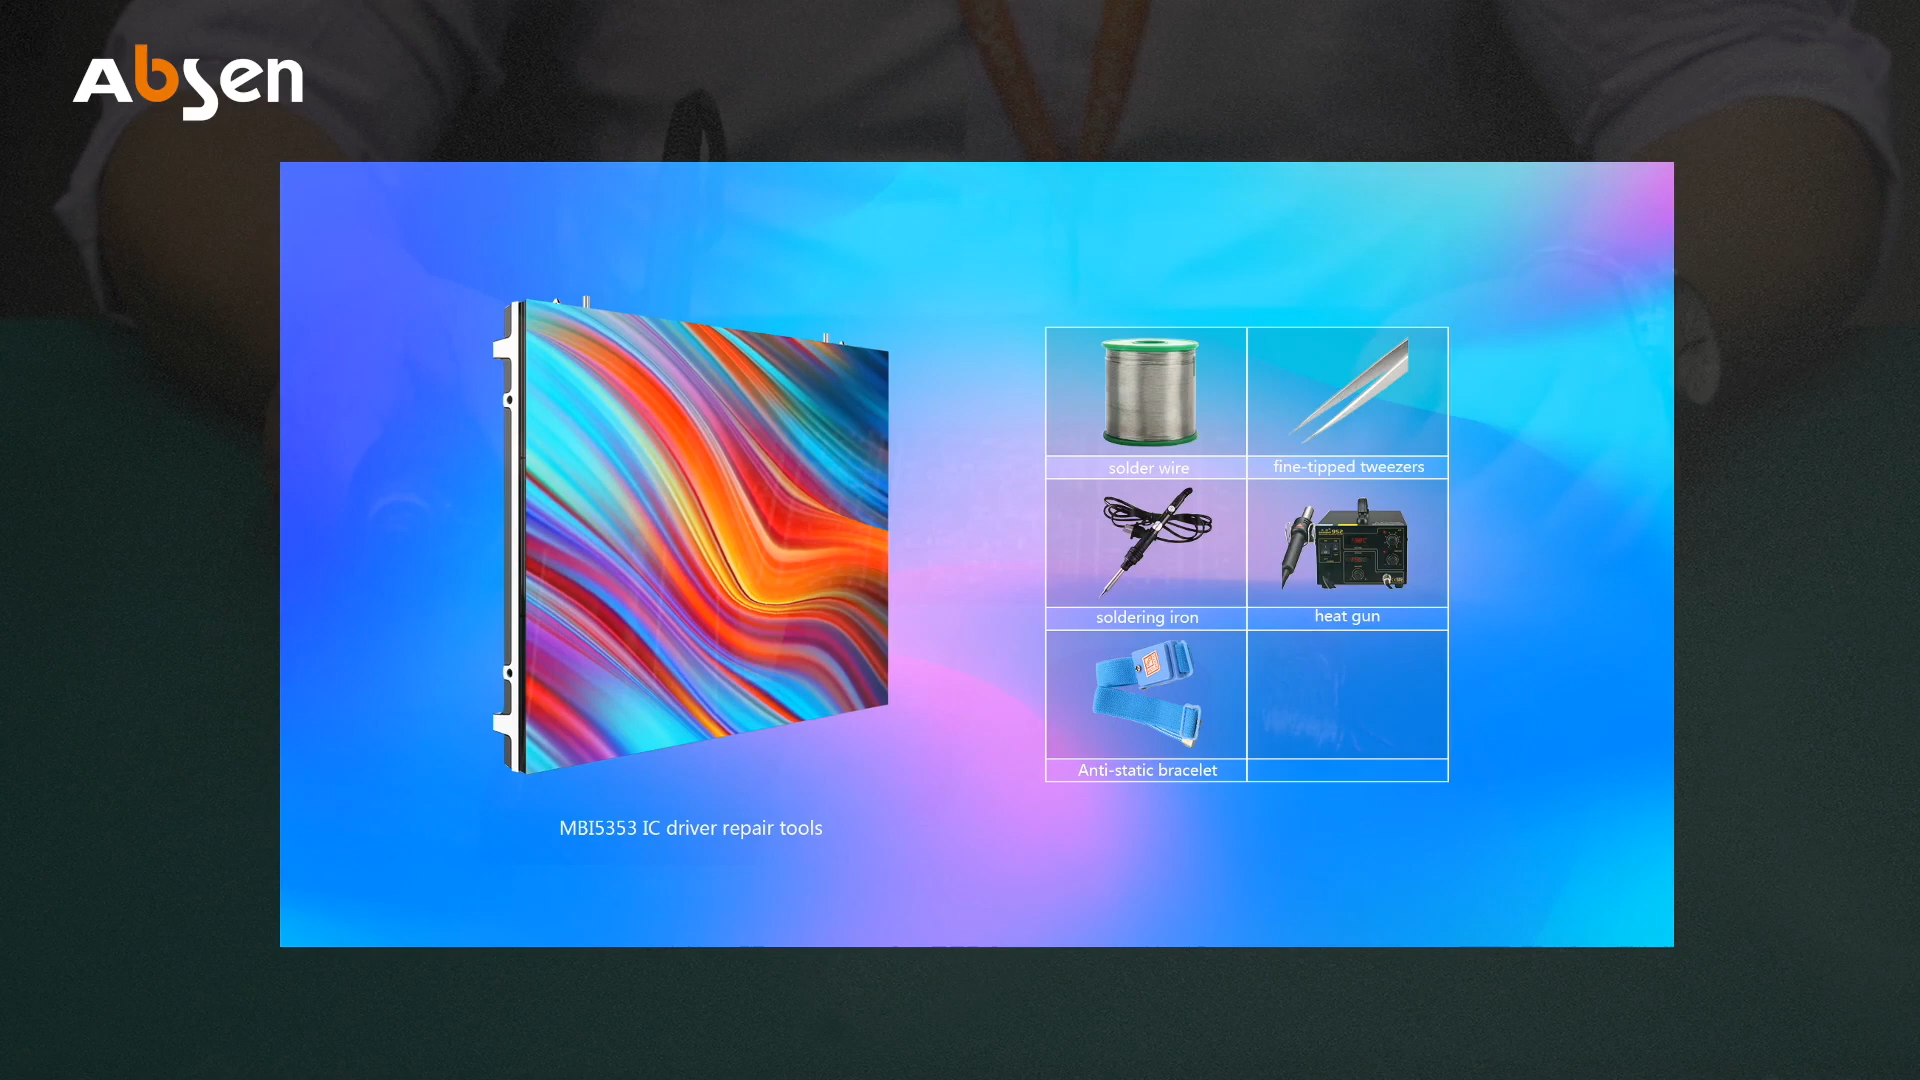 Absen
solder wire
fine-tipped tweezers
soldering iron
heat gun
Anti-static bracelet
MBI5353 IC driver repair tools